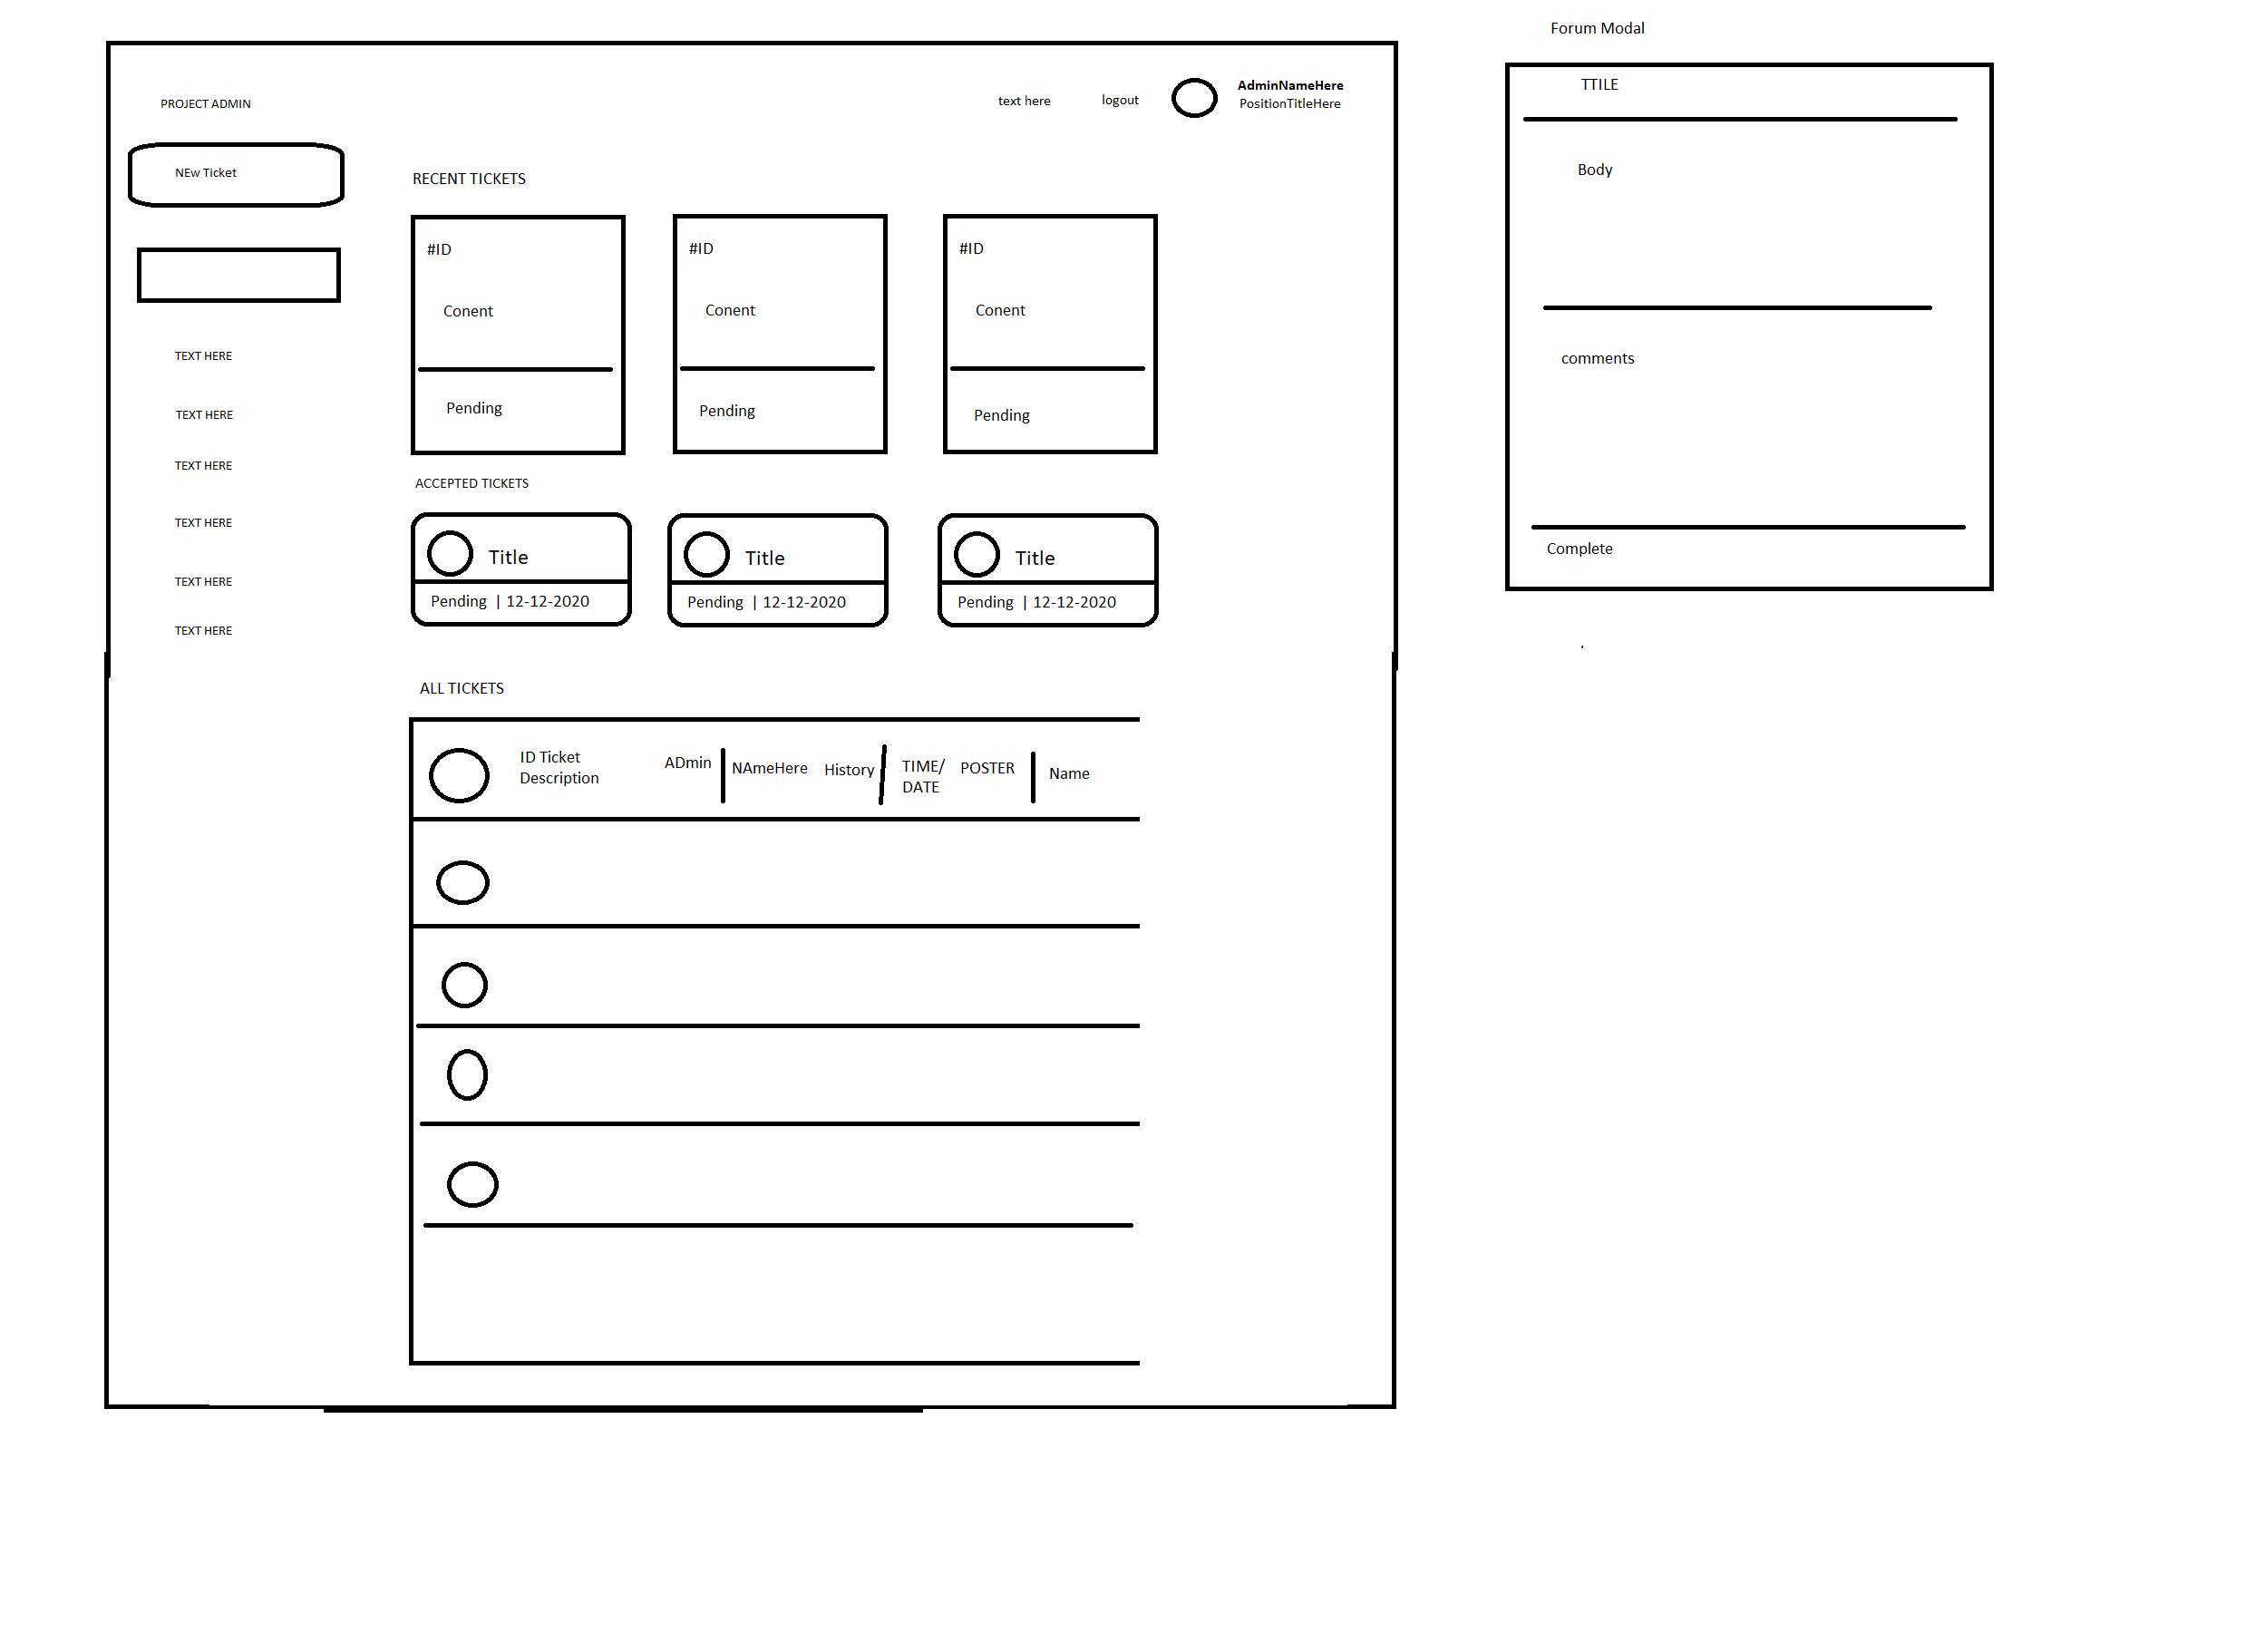 Forum Modal
TTILE
Body
comments
Complete
PROJECT ADMIN
text here
logout
AdminNameHere
PositionTitleHere
NEw Ticket
TEXT HERE
TEXT HERE
TEXT HERE
TEXT HERE
TEXT HERE
TEXT HERE
RECENT TICKETS
#ID
Conent
Pending
#ID
Conent
Pending
#ID
Conent
Pending
ACCEPTED TICKETS
Title
Pending | 12-12-2020
Title
Pending | 12-12-2020
Title
Pending | 12-12-2020
ALL TICKETS
ID Ticket
Description
ADmin
NAmeHere
History
TIME/
DATE
POSTER
Name